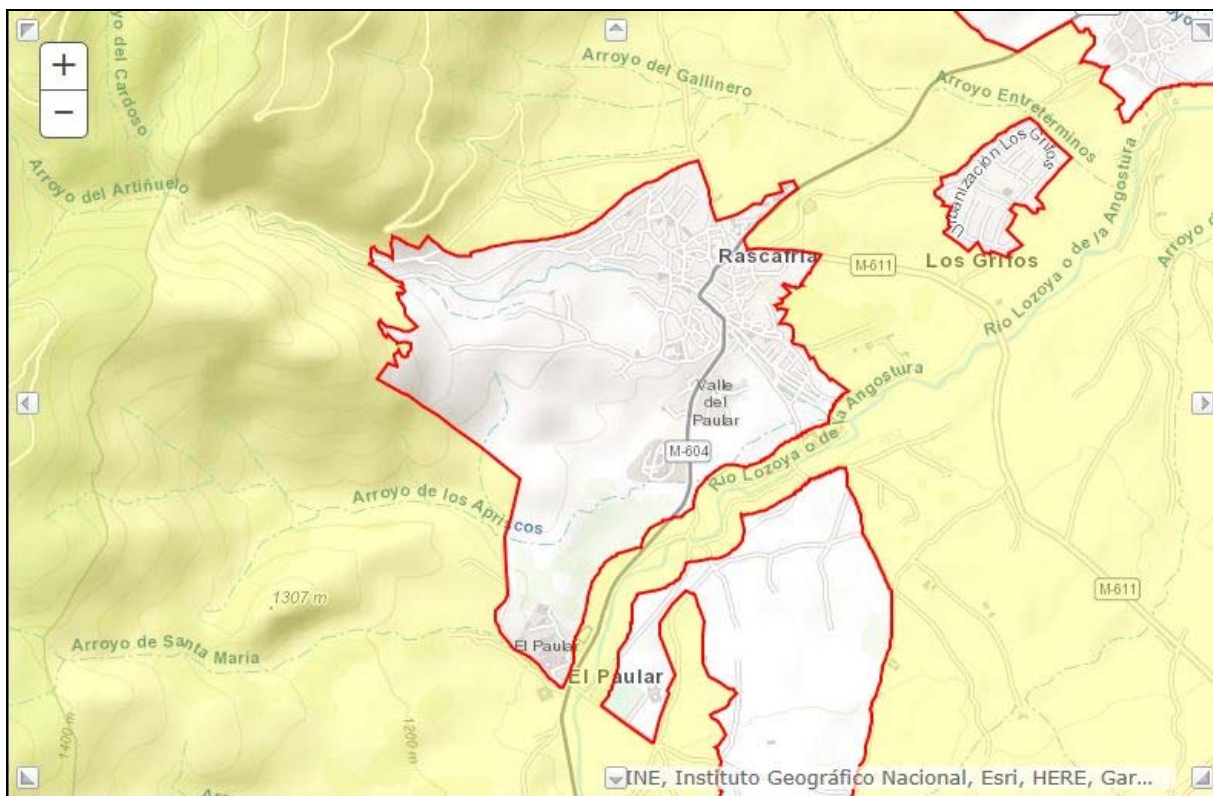 +
−
Arroyo del Cardoso
Arroyo del Gallinero
Arroyo Entretérminos
Arroyo del Artiñuelo
Urbanización Los Grifos
Rascafría
M-611
Los Grifos
Río Lozoya o de la Angostura
Arroyo d
Valle
del
Paular
M-604
Río Lozoya o de la Angostura
Arroyo de los Apriscos
M-611
1307 m
Arroyo de Santa María
El Paular
El Paular
1400 m
1200 m
Arroyo d
INE, Instituto Geográfico Nacional, Esri, HERE, Gar...